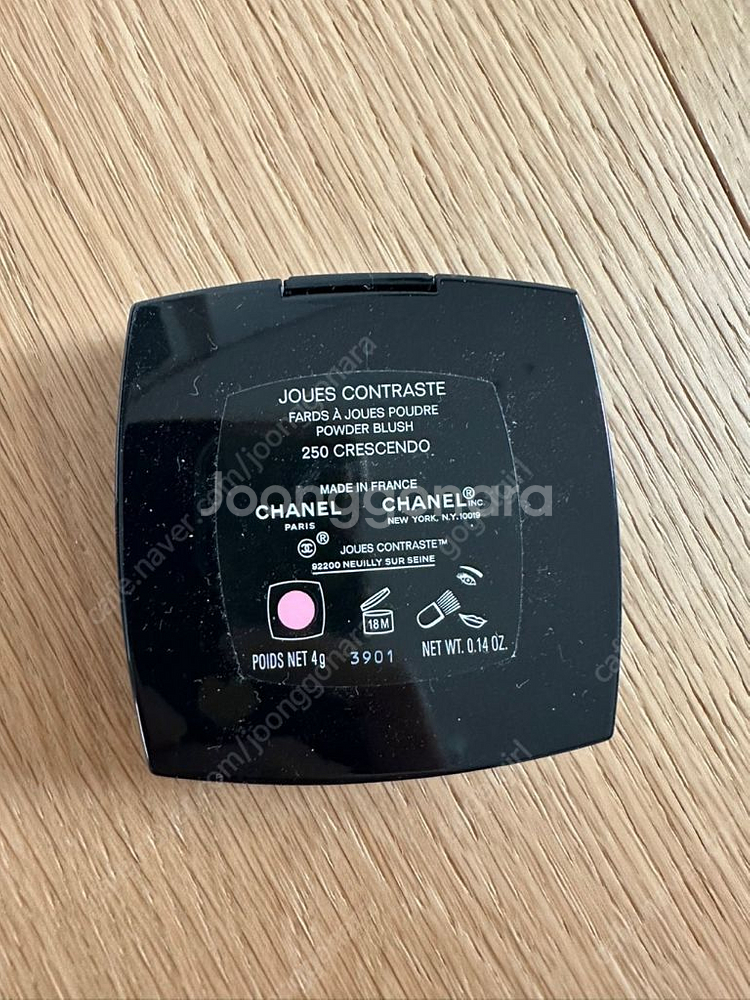 JOUES CONTRASTE
FARDS À JOUES POUDRE
POWDER BLUSH
250 CRESCENDO
MADE IN FRANCE
CHANEL CHANEL® INC.
PARIS NEW YORK, N.Y.10019
® JOUES CONTRASTE™
92200 NEUILLY SUR SEINE
18M
POIDS NET 4g 3901 NET WT. 0.14 OZ.
Joonggonara